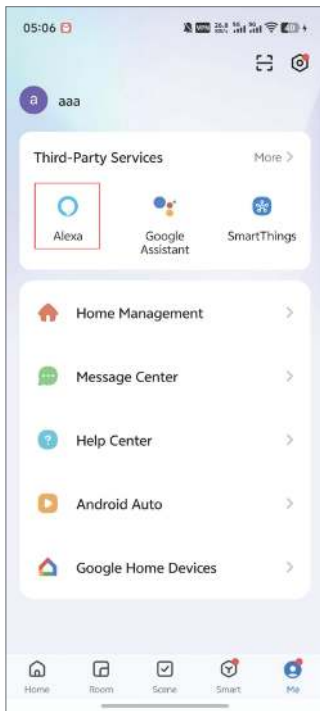 05:06
a
aaa
Third-Party Services
More >
Alexa
Google
Assistant
SmartThings
Home Management
Message Center
Help Center
Android Auto
Google Home Devices
Home
Room
Scene
Smart
Me